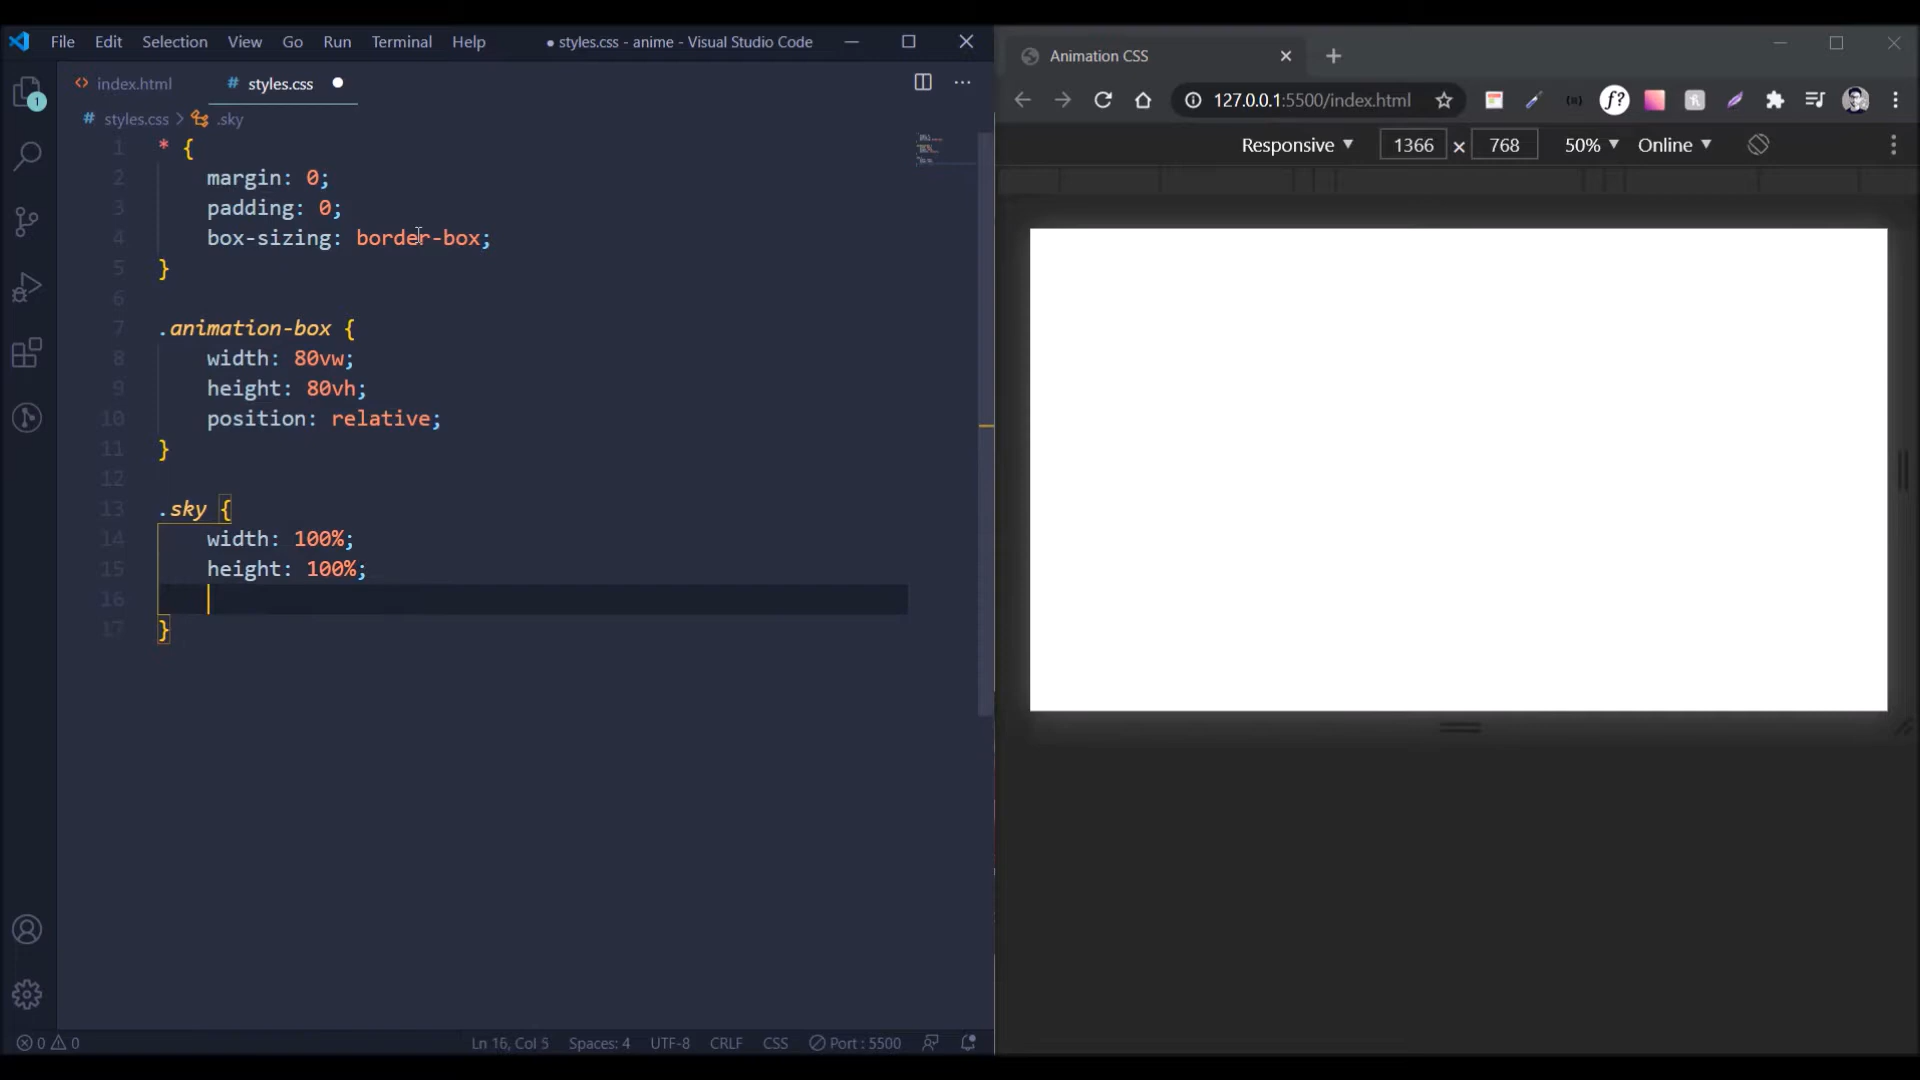 File Edit Selection View Go Run Terminal Help ● styles.css - anime - Visual Studio Code
Animation CSS
index.html # styles.css
127.0.0.1:5500/index.html
# styles.css > .sky
Responsive 1366 × 768 50% Online
1 * {
2 margin: 0;
3 padding: 0;
4 box-sizing: border-box;
5 }
6
7 .animation-box {
8 width: 80vw;
9 height: 80vh;
10 position: relative;
11 }
12
13 .sky {
14 width: 100%;
15 height: 100%;
16
17 }
1
f?
0 0 Ln 16, Col 5 Spaces: 4 UTF-8 CRLF CSS Port : 5500